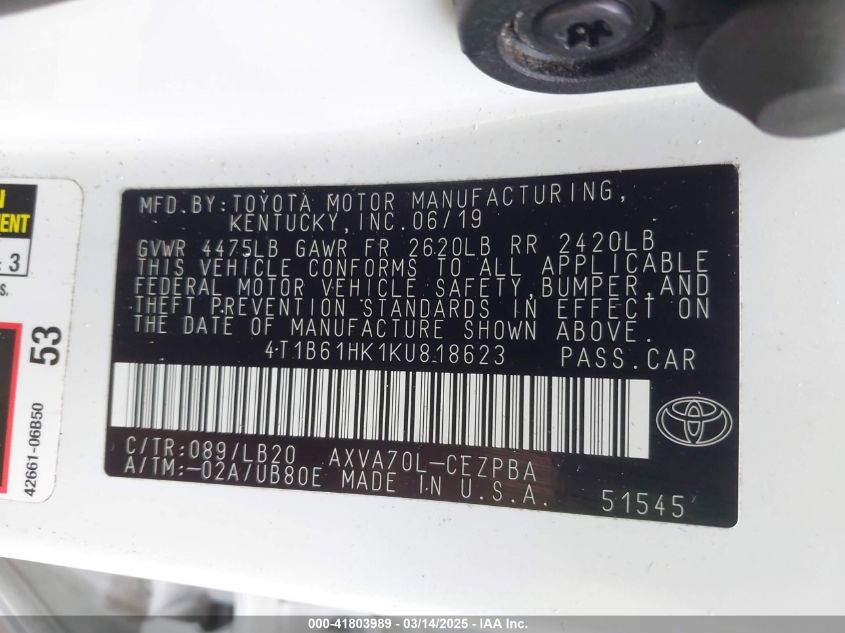 MFD.BY:TOYOTA MOTOR MANUFACTURING,
KENTUCKY,INC.06/19
GVWR 4475LB GAWR FR 2620LB RR 2420LB
THIS VEHICLE CONFORMS TO ALL APPLICABLE
FEDERAL MOTOR VEHICLE SAFETY,BUMPER,AND
THEFT PREVENTION STANDARDS IN EFFECT ON
THE DATE OF MANUFACTURE SHOWN ABOVE.
4T1B61HK1KU818623 PASS.CAR
C/TR:089/LB20 AXVA70L-CEZPBA
A/TM:-02A/UB80E MADE IN U.S.A. 51545
3
53
42661-06B50
000-41803989 - 03/14/2025 - IAA Inc.